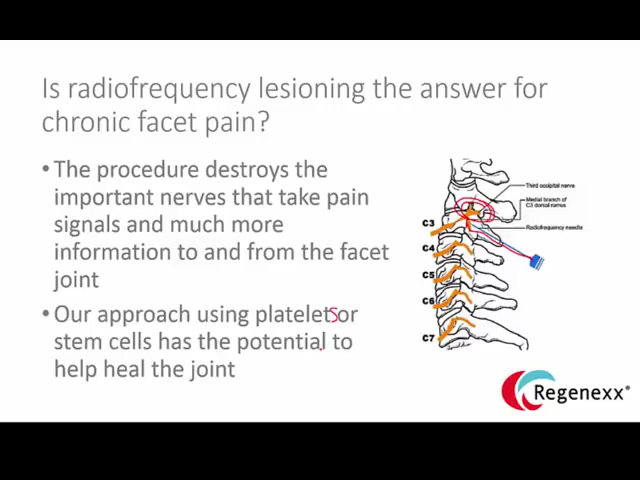 Is radiofrequency lesioning the answer for
chronic facet pain?
• The procedure destroys the
important nerves that take pain
signals and much more
information to and from the facet
joint
• Our approach using platelets or
stem cells has the potential to
help heal the joint
Third occipital nerve
Medial branch of
C3 dorsal ramus
Radiofrequency needle
C3
C4
C5
C6
C7
Regenexx®